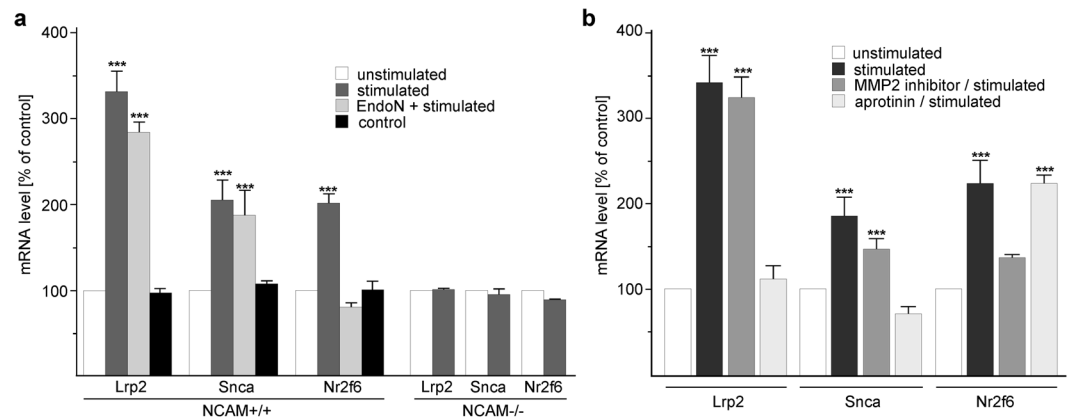 a
400
300
200
100
mRNA level [% of control]
unstimulated
stimulated
EndoN + stimulated
control
*** *** *** *** ***
Lrp2 Snca Nr2f6 Lrp2 Snca Nr2f6
NCAM+/+ NCAM-/-
b
400
300
200
100
mRNA level [% of control]
unstimulated
stimulated
MMP2 inhibitor / stimulated
aprotinin / stimulated
*** *** *** *** *** ***
Lrp2 Snca Nr2f6